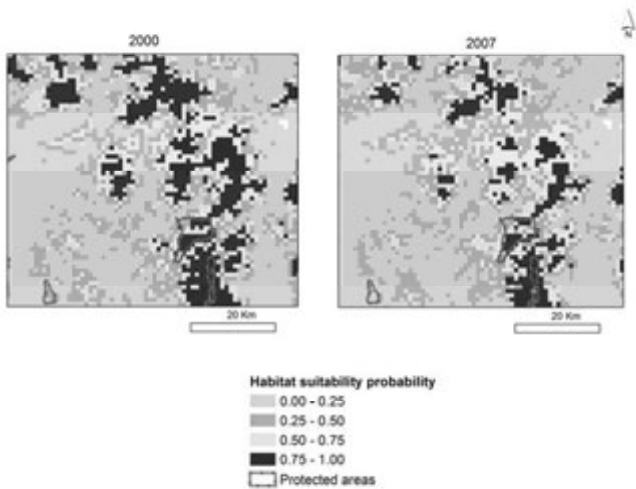 2000
2007
20 Km
20 Km
Habitat suitability probability
0.00 - 0.25
0.25 - 0.50
0.50 - 0.75
0.75 - 1.00
Protected areas